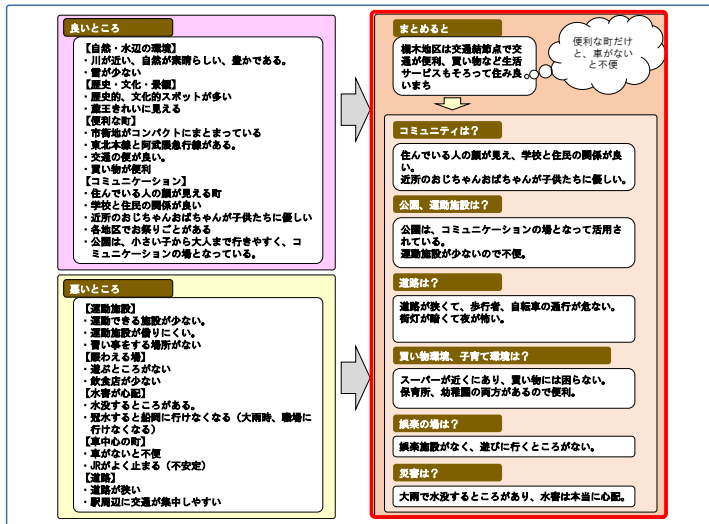 良いところ
【自然・水辺の環境】
・川が近い、自然が素晴らしい、豊かである。
・雪が少ない
【歴史・文化・景観】
・歴史的、文化的スポットが多い
・蔵王きれいに見える
【便利な町】
・市街地がコンパクトにまとまっている
・東北本線と阿武隈急行線がある。
・交通の便が良い。
・買い物が便利
【コミュニケーション】
・住んでいる人の顔が見える町
・学校と住民の関係が良い
・近所のおじちゃんおばちゃんが子供たちに優しい
・各地区でお祭りごとがある
・公園は、小さい子から大人まで行きやすく、コ
ミュニケーションの場となっている。
悪いところ
【運動施設】
・運動できる施設が少ない。
・運動施設が借りにくい。
・習い事をする場所がない
【賑わえる場】
・遊ぶところがない
・飲食店が少ない
【水害が心配】
・水没するところがある。
・冠水すると船岡に行けなくなる（大雨時、職場に
行けなくなる）
【車中心の町】
・車がないと不便
・JRがよく止まる（不安定）
【道路】
・道路が狭い
・駅周辺に交通が集中しやすい
まとめると
槻木地区は交通結節点で交
通が便利、買い物など生活
サービスもそろって住み良
いまち
便利な町だけ
と、車がない
と不便
コミュニティは？
住んでいる人の顔が見え、学校と住民の関係が良
い。
近所のおじちゃんおばちゃんが子供たちに優しい。
公園、運動施設は？
公園は、コミュニケーションの場となって活用さ
れている。
運動施設が少ないので不便。
道路は？
道路が狭くて、歩行者、自転車の通行が危ない。
街灯が暗くて夜が怖い。
買い物環境、子育て環境は？
スーパーが近くにあり、買い物には困らない。
保育所、幼稚園の両方があるので便利。
娯楽の場は？
娯楽施設がなく、遊びに行くところがない。
災害は？
大雨で水没するところがあり、水害は本当に心配。